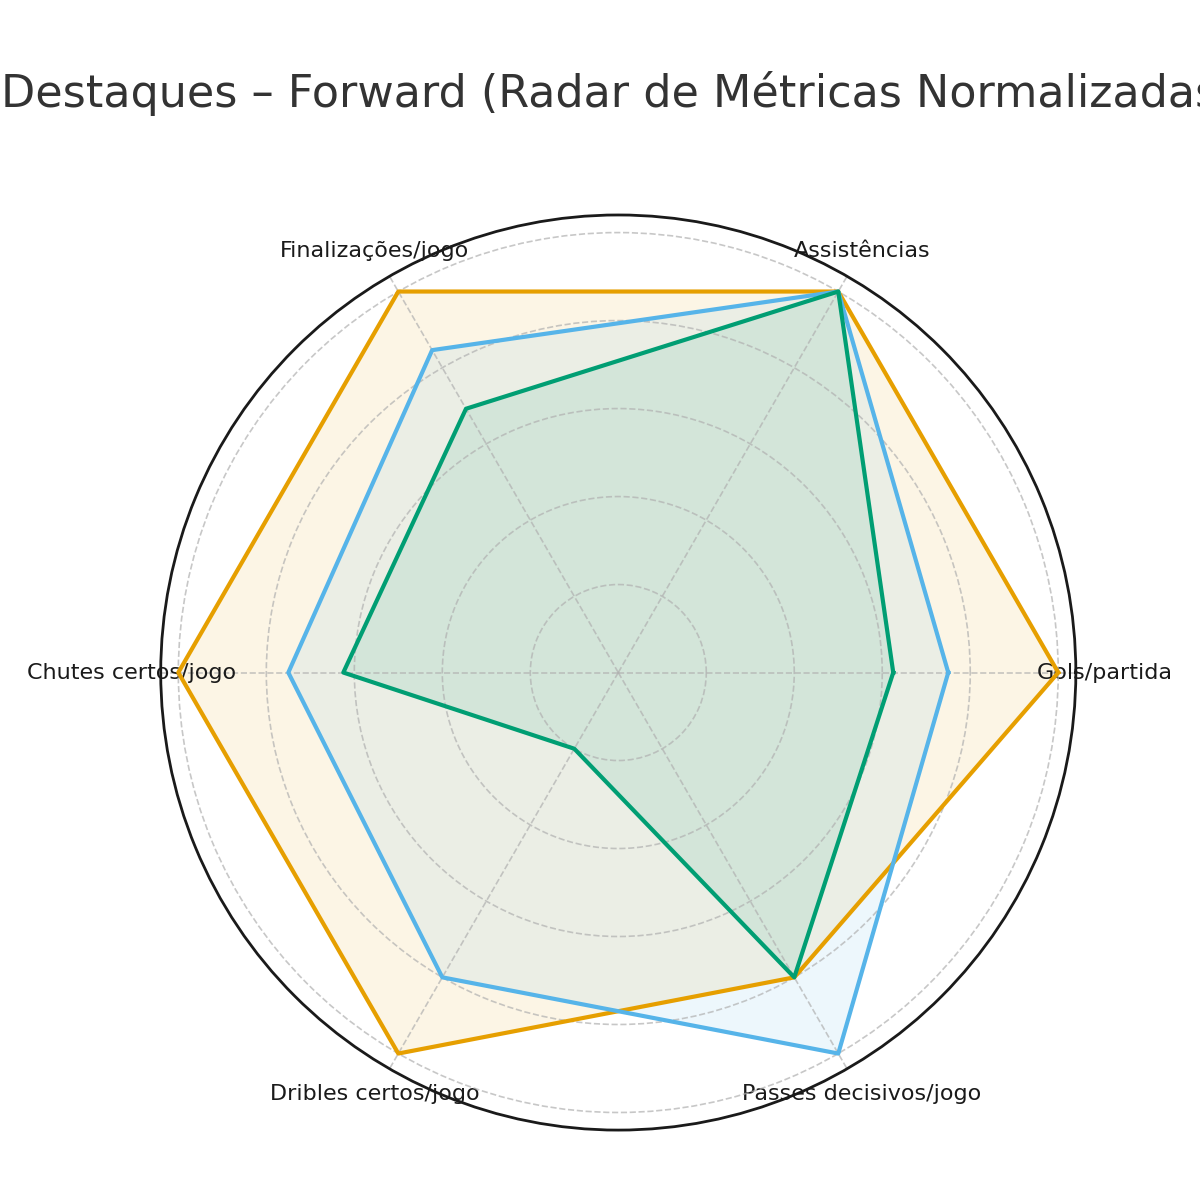 Destaques – Forward (Radar de Métricas Normalizadas
Finalizações/jogo
Assistências
Chutes certos/jogo
Gols/partida
Dribles certos/jogo
Passes decisivos/jogo